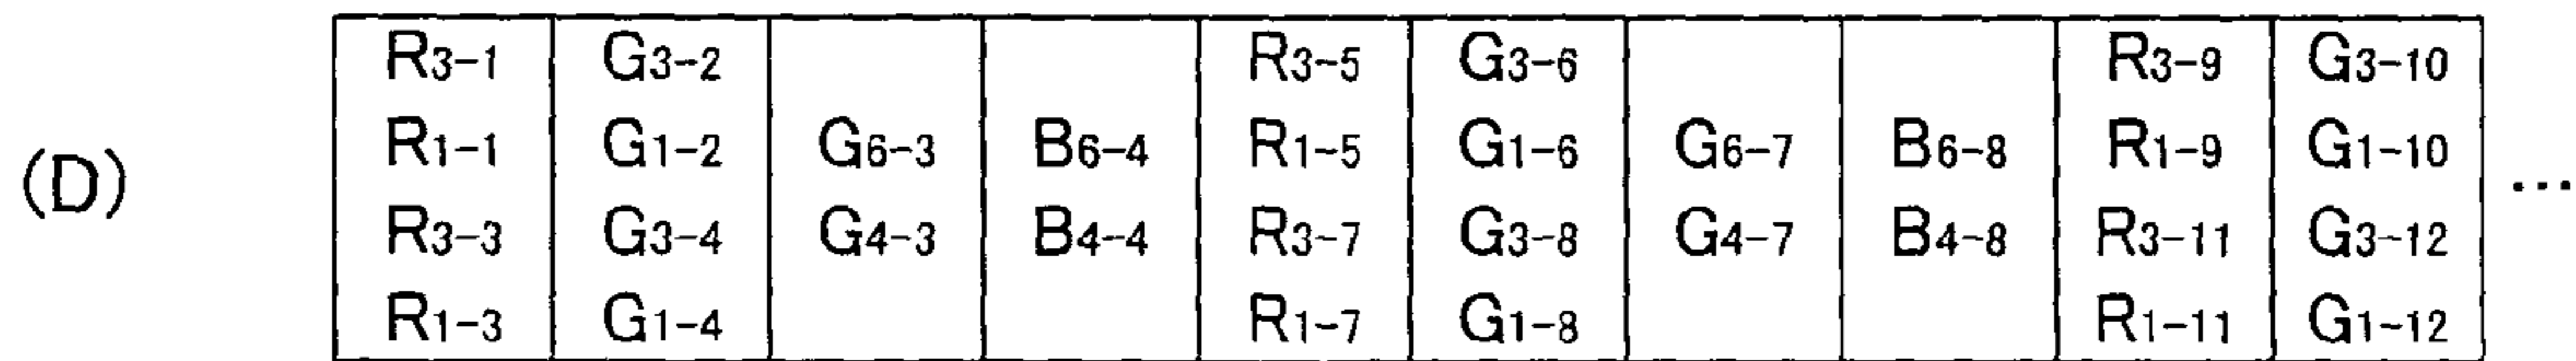 R3-1 G3-2 R3-5 G3-6 R3-9 G3-10
R1-1 G1-2 G6-3 B6-4 R1-5 G1-6 G6-7 B6-8 R1-9 G1-10
(D) ...
R3-3 G3-4 G4-3 B4-4 R3-7 G3-8 G4-7 B4-8 R3-11 G3-12
R1-3 G1-4 R1-7 G1-8 R1-11 G1-12